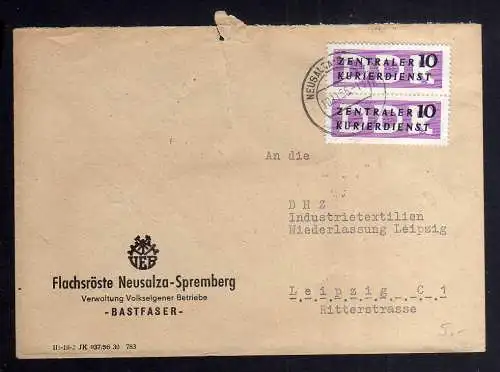 ZENTRALER 10
KURIERDIENST
ZENTRALER 10
KURIERDIENST
NEUSALZA-
An die
DHZ
Industrietextilien
Niederlassung Leipzig
Leipzig C 1
Ritterstrasse
VEB
Flachsröste Neusalza-Spremberg
Verwaltung Volkseigener Betriebe
-BASTFASER-
5,-